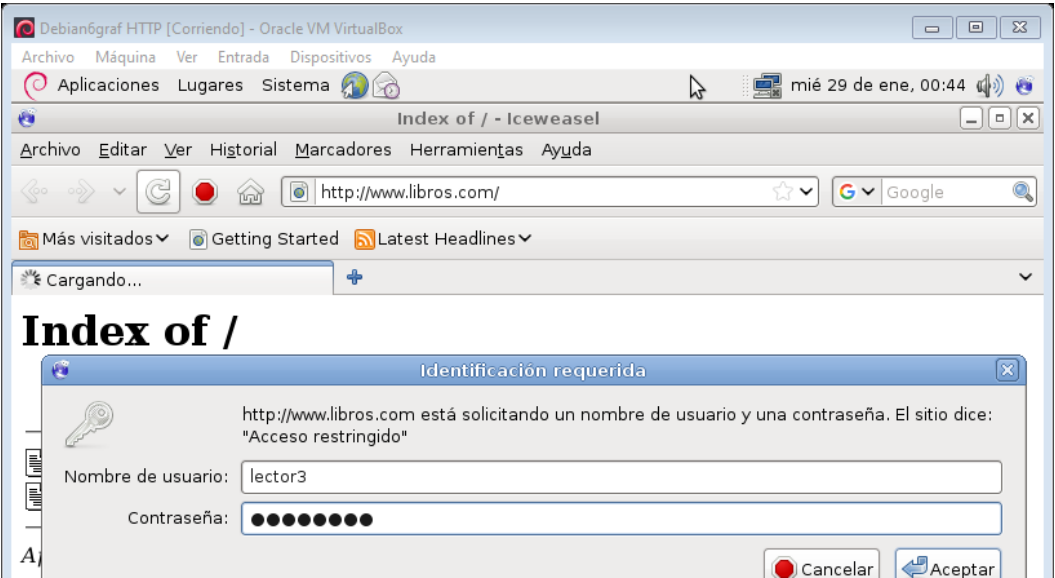 Debian6graf HTTP [Corriendo] - Oracle VM VirtualBox
Archivo Máquina Ver Entrada Dispositivos Ayuda
Aplicaciones Lugares Sistema mié 29 de ene, 00:44
Index of / - Iceweasel
Archivo Editar Ver Historial Marcadores Herramientas Ayuda
http://www.libros.com/ G Google
Más visitados Getting Started Latest Headlines
Cargando...
Index of /
Identificación requerida
http://www.libros.com está solicitando un nombre de usuario y una contraseña. El sitio dice:
"Acceso restringido"
Nombre de usuario: lector3
Contraseña: ●●●●●●●●
Cancelar Aceptar